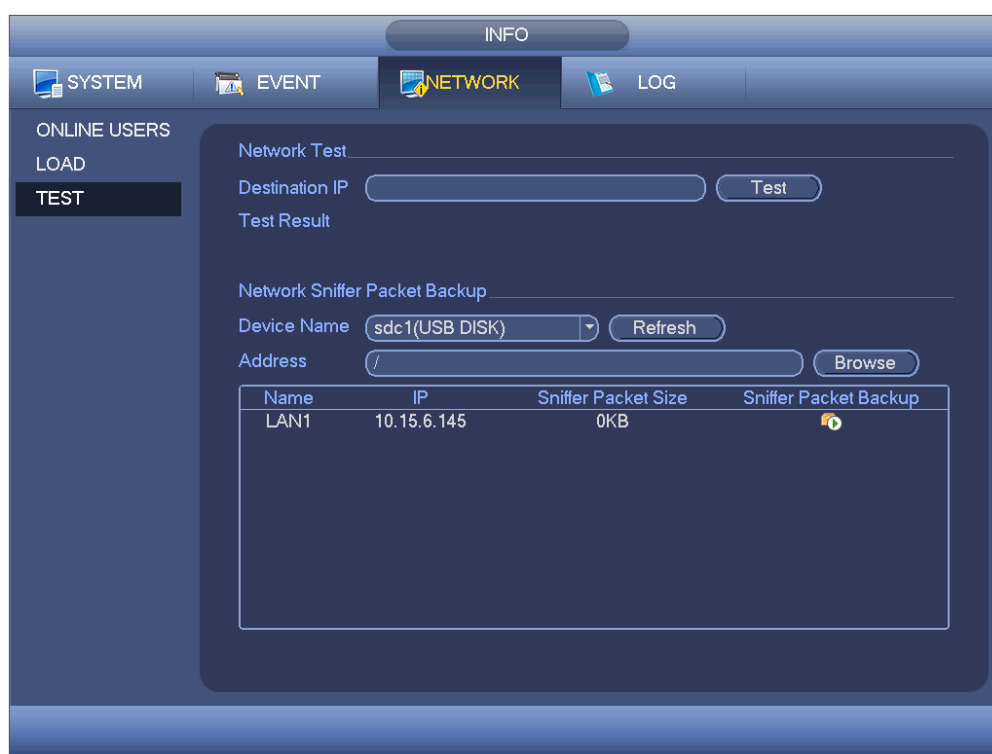 INFO
SYSTEM EVENT NETWORK LOG
ONLINE USERS
LOAD
TEST
Network Test
Destination IP Test
Test Result
Network Sniffer Packet Backup
Device Name sdc1(USB DISK) Refresh
Address / Browse
Name IP Sniffer Packet Size Sniffer Packet Backup
LAN1 10.15.6.145 0KB